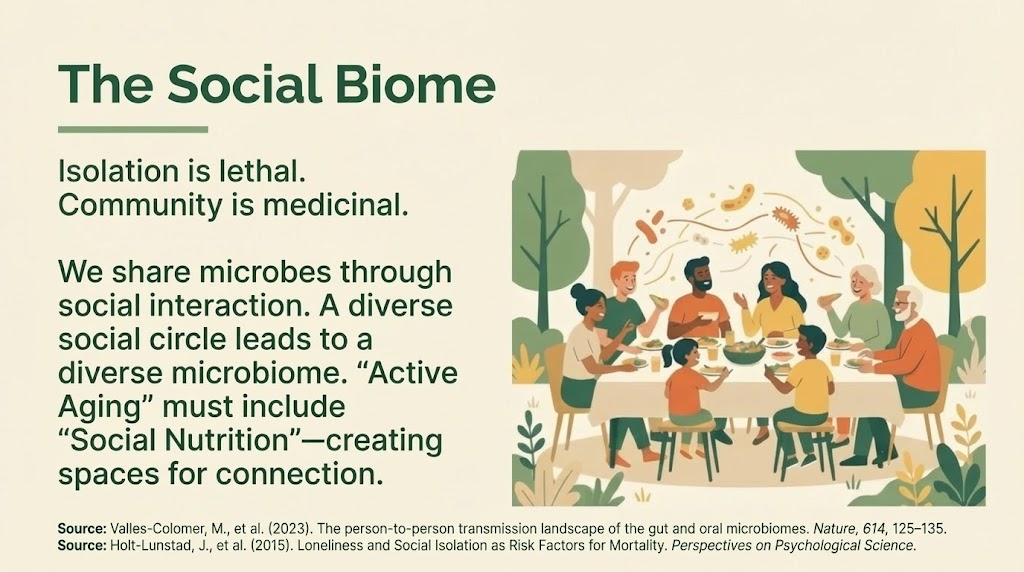 The Social Biome
Isolation is lethal.
Community is medicinal.
We share microbes through
social interaction. A diverse
social circle leads to a
diverse microbiome. “Active
Aging” must include
“Social Nutrition”—creating
spaces for connection.
Source: Valles-Colomer, M., et al. (2023). The person-to-person transmission landscape of the gut and oral microbiomes. Nature, 614, 125–135.
Source: Holt-Lunstad, J., et al. (2015). Loneliness and Social Isolation as Risk Factors for Mortality. Perspectives on Psychological Science.